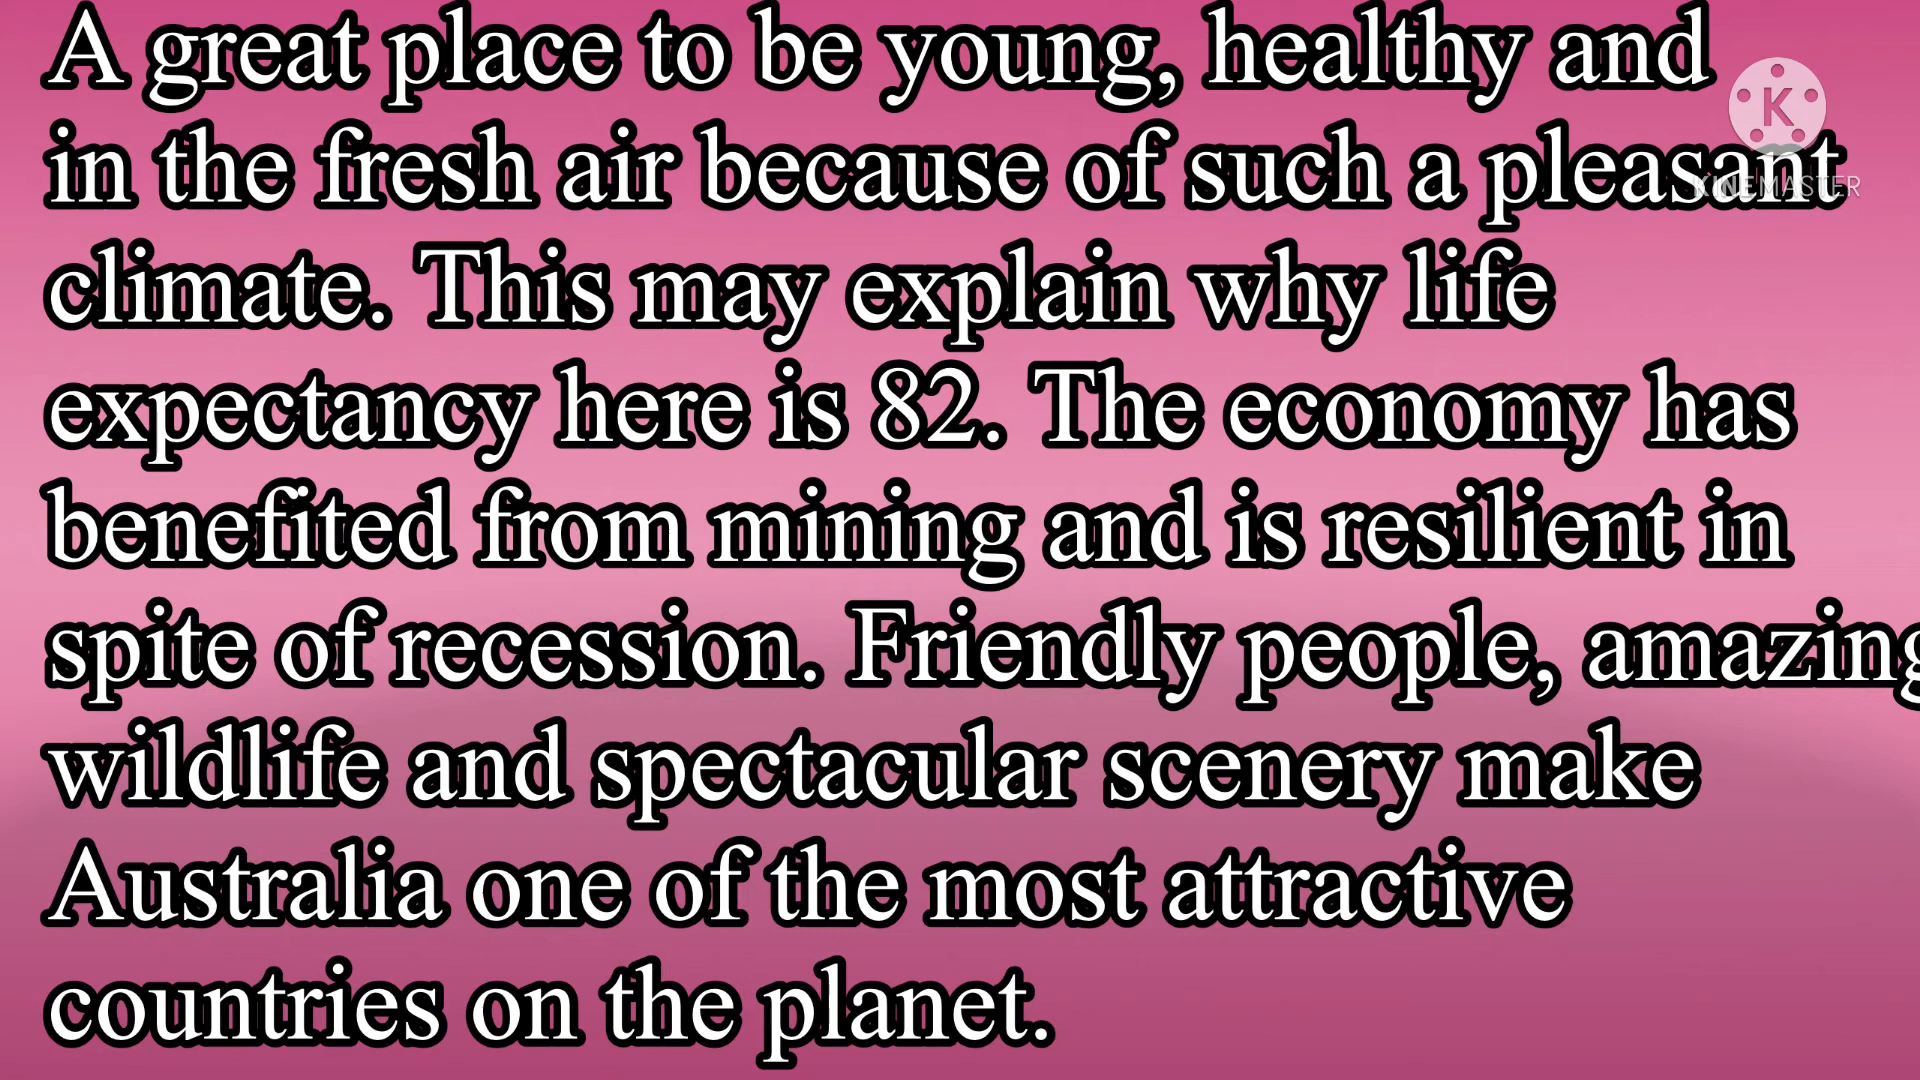 A great place to be young, healthy and
in the fresh air because of such a pleasant
climate. This may explain why life
expectancy here is 82. The economy has
benefited from mining and is resilient in
spite of recession. Friendly people, amazing
wildlife and spectacular scenery make
Australia one of the most attractive
countries on the planet.
K
KINEMASTER